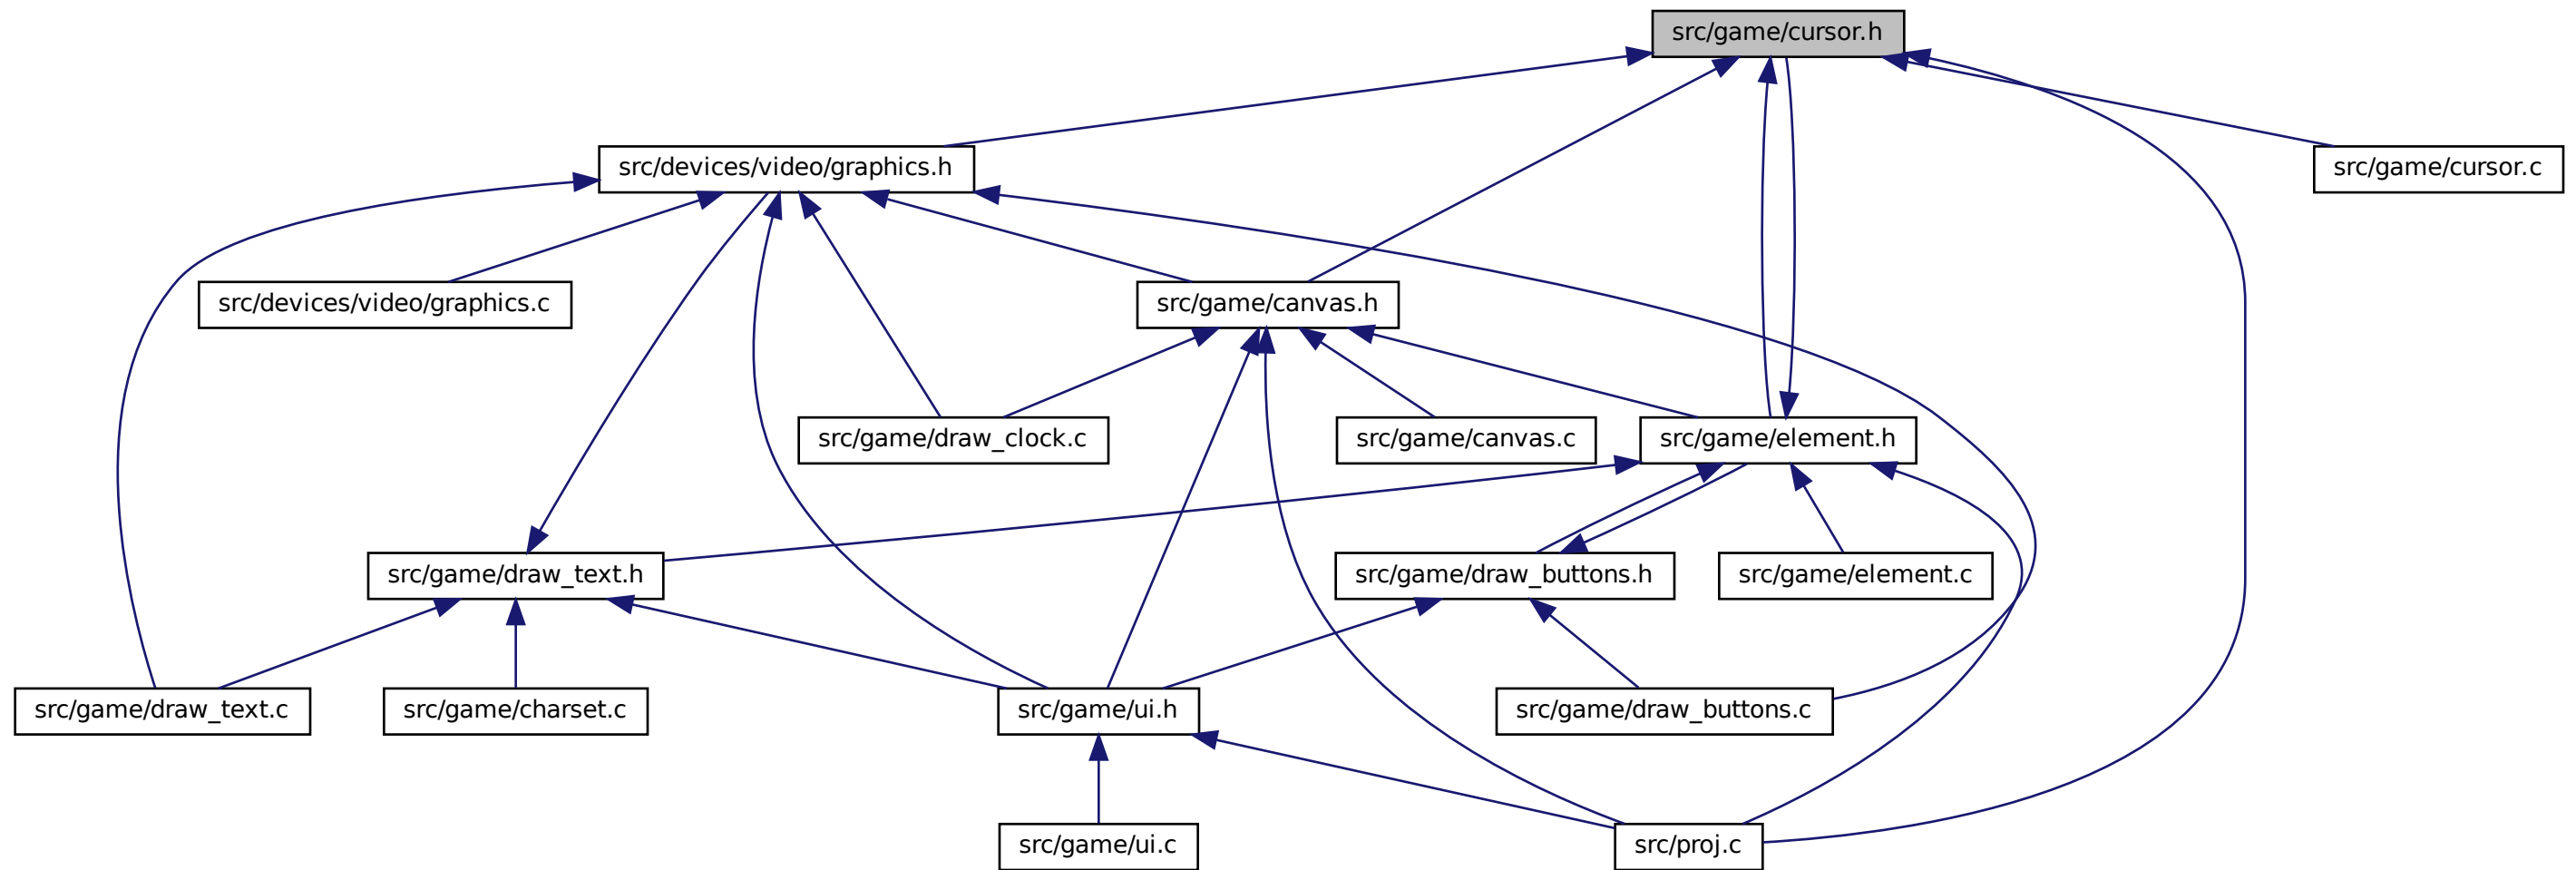 src/game/cursor.h
src/devices/video/graphics.h
src/game/cursor.c
src/devices/video/graphics.c
src/game/canvas.h
src/game/draw_clock.c
src/game/canvas.c
src/game/element.h
src/game/draw_text.h
src/game/draw_buttons.h
src/game/element.c
src/game/draw_text.c
src/game/charset.c
src/game/ui.h
src/game/draw_buttons.c
src/game/ui.c
src/proj.c